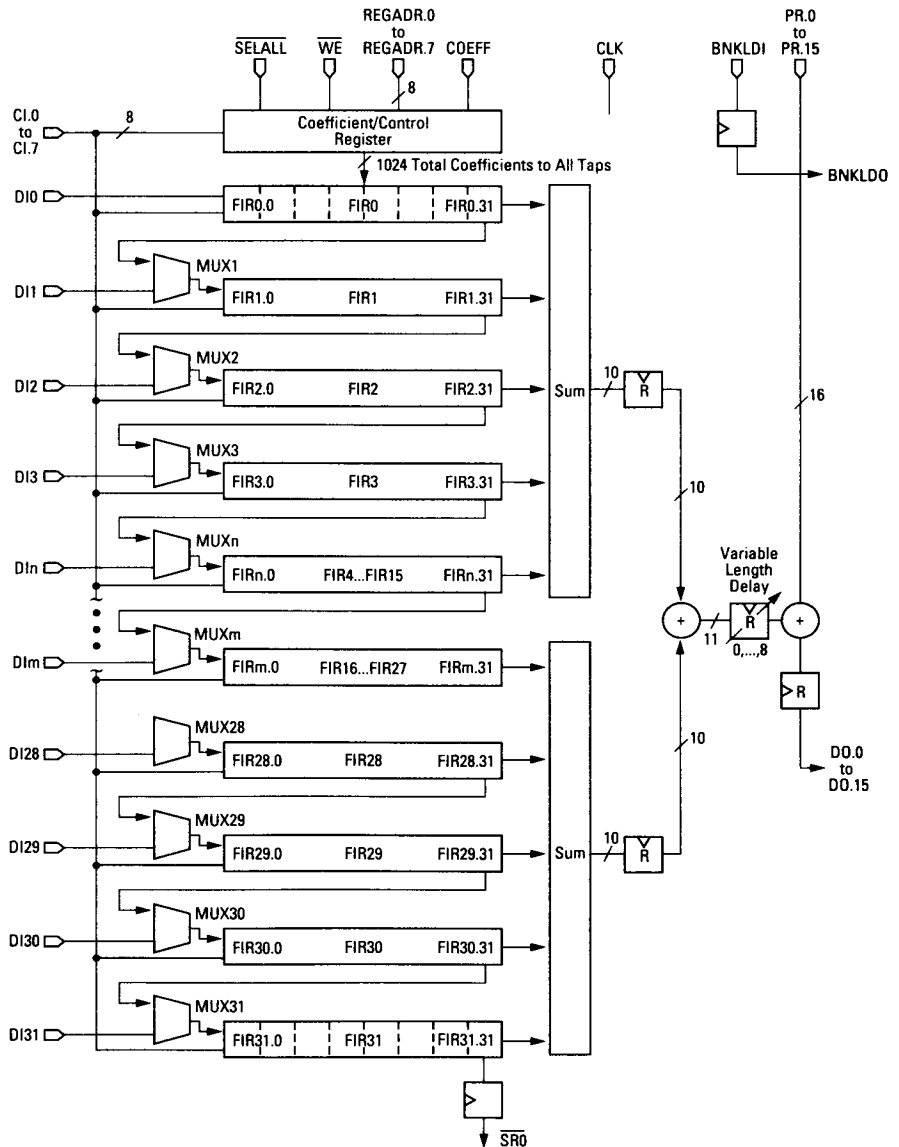 REGADR.0
to
REGADR.7
PR.0
to
PR.15
SELALL
WE
COEFF
CLK
BNKLDI
8
CI.0
to
CI.7
8
Coefficient/Control
Register
1024 Total Coefficients to All Taps
BNKLDO
DI0
FIR0.0
FIR0
FIR0.31
MUX1
DI1
FIR1.0
FIR1
FIR1.31
MUX2
DI2
FIR2.0
FIR2
FIR2.31
Sum
10
R
16
MUX3
DI3
FIR3.0
FIR3
FIR3.31
10
MUXn
DIn
FIRn.0
FIR4...FIR15
FIRn.31
Variable
Length
Delay
+
11
R
0,...,8
+
MUXm
DIm
FIRm.0
FIR16...FIR27
FIRm.31
R
MUX28
DI28
FIR28.0
FIR28
FIR28.31
10
DO.0
to
DO.15
MUX29
DI29
FIR29.0
FIR29
FIR29.31
Sum
10
R
MUX30
DI30
FIR30.0
FIR30
FIR30.31
MUX31
DI31
FIR31.0
FIR31
FIR31.31
SRO